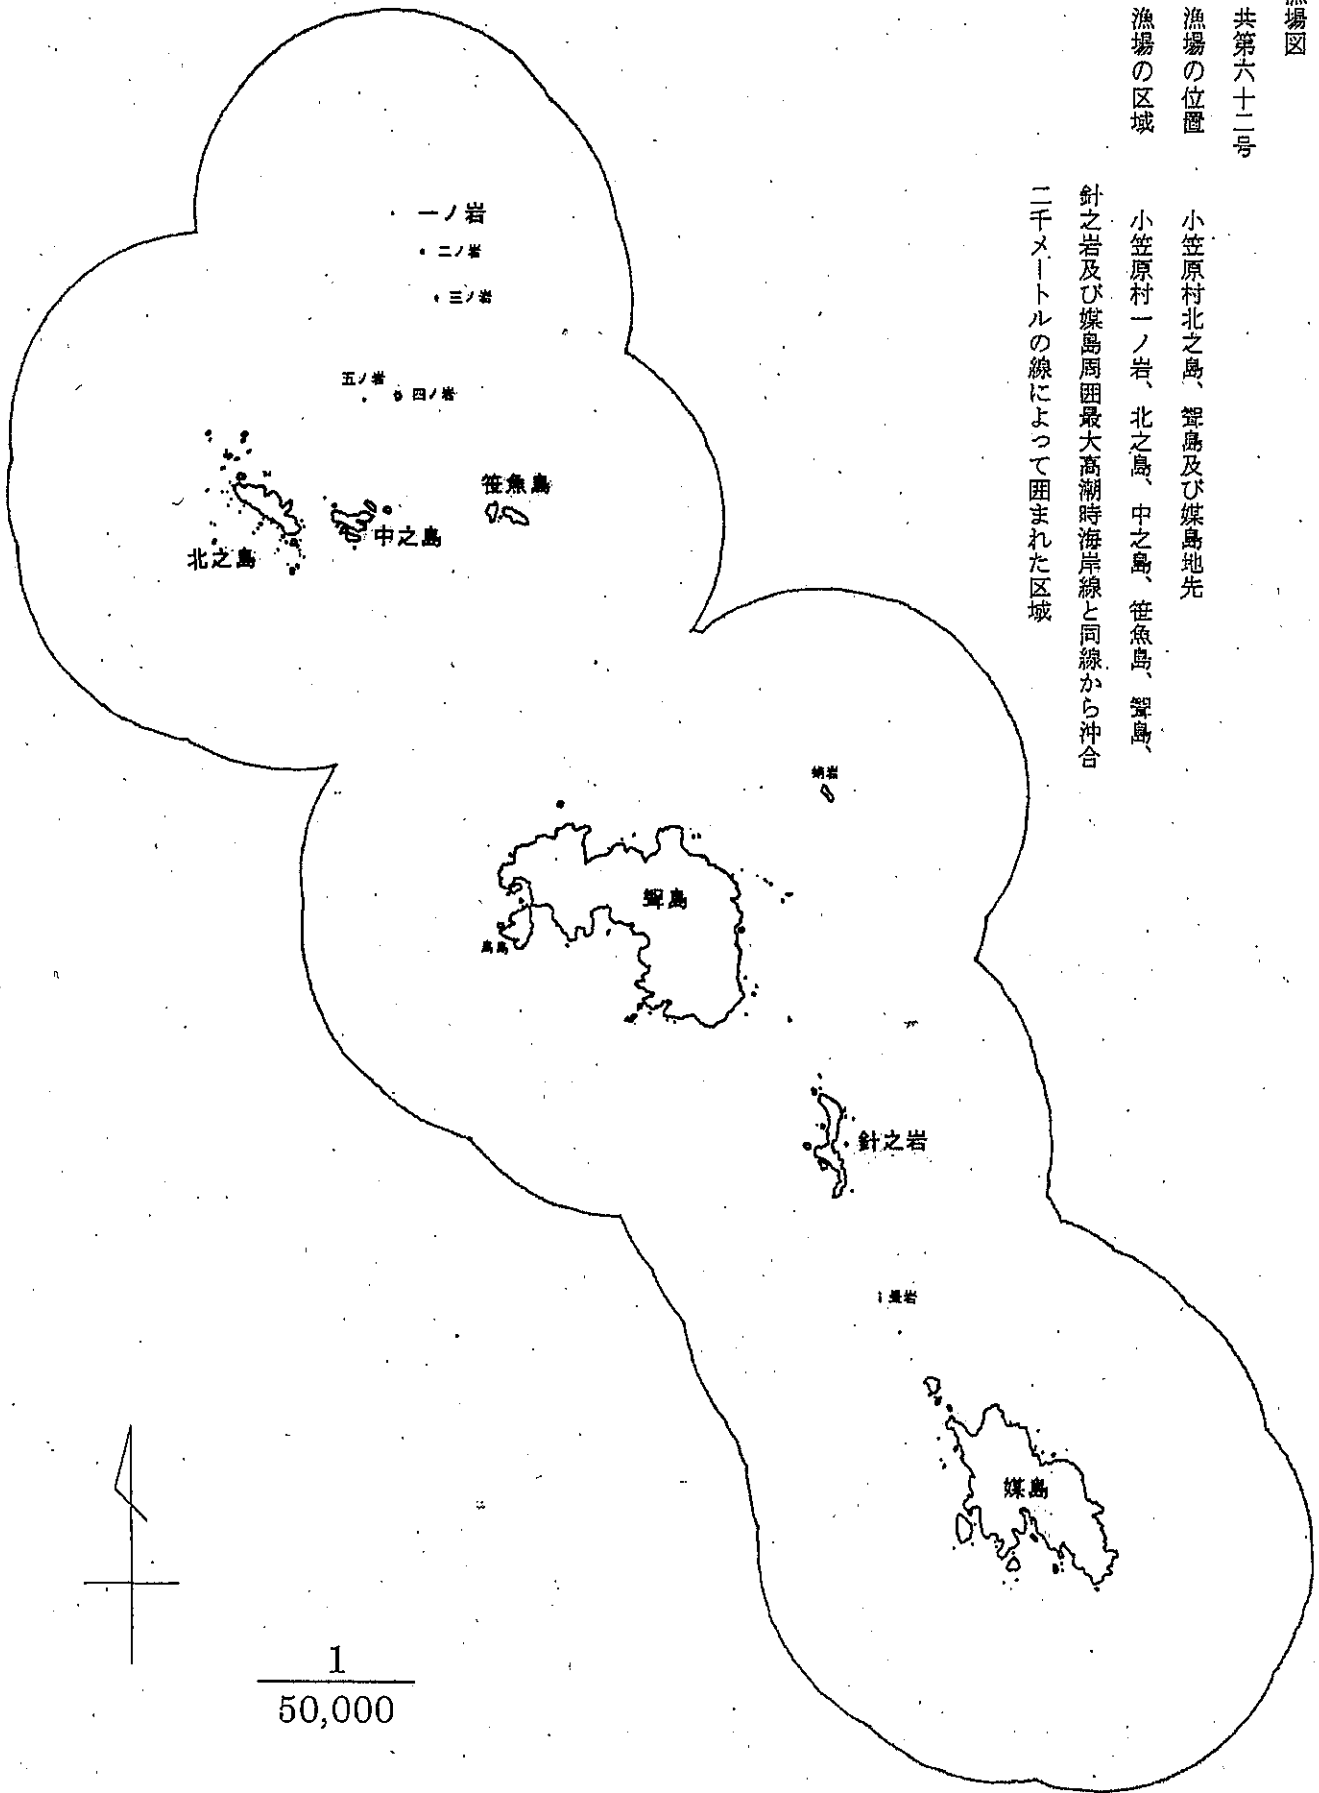 漁場図
共第六十二号
漁場の位置 小笠原村北之島、聟島及び媒島地先
漁場の区域 小笠原村一ノ岩、北之島、中之島、笹魚島、聟島、
針之岩及び媒島周囲最大高潮時海岸線と同線から沖合
二千メートルの線によって囲まれた区域
一ノ岩
二ノ岩
三ノ岩
五ノ岩
四ノ岩
笹魚島
中之島
北之島
聟島
鳥島
針之岩
媒島
1
50,000